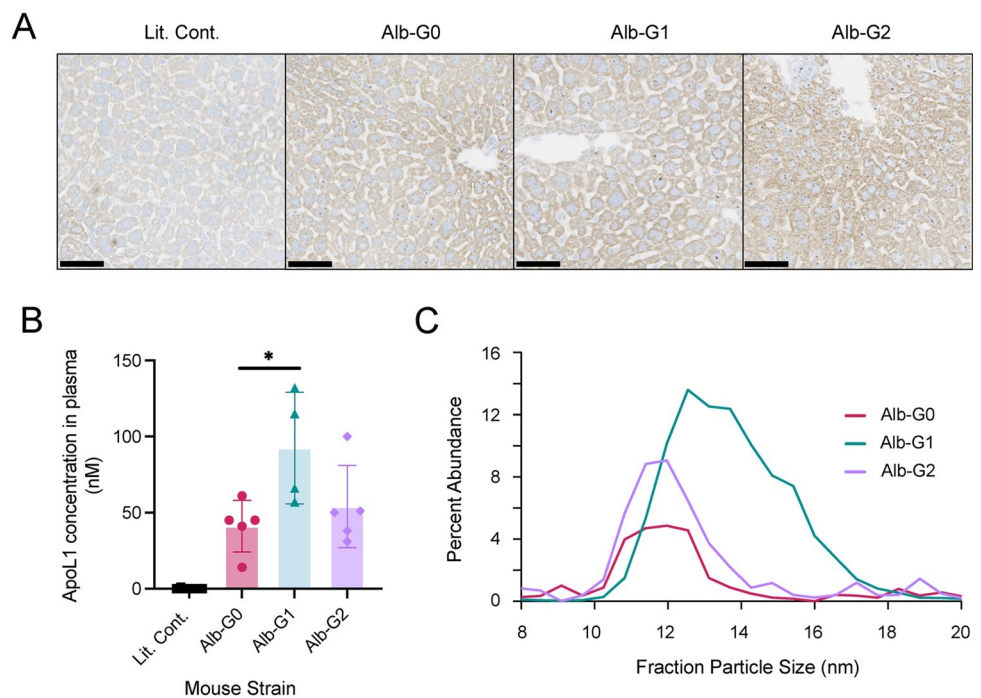 A
Lit. Cont.
Alb-G0
Alb-G1
Alb-G2
B
ApoL1 concentration in plasma
(nM)
150
100
50
0
*
Lit. Cont.
Alb-G0
Alb-G1
Alb-G2
Mouse Strain
C
Percent Abundance
16
12
8
4
0
8
10
12
14
16
18
20
Fraction Particle Size (nm)
Alb-G0
Alb-G1
Alb-G2